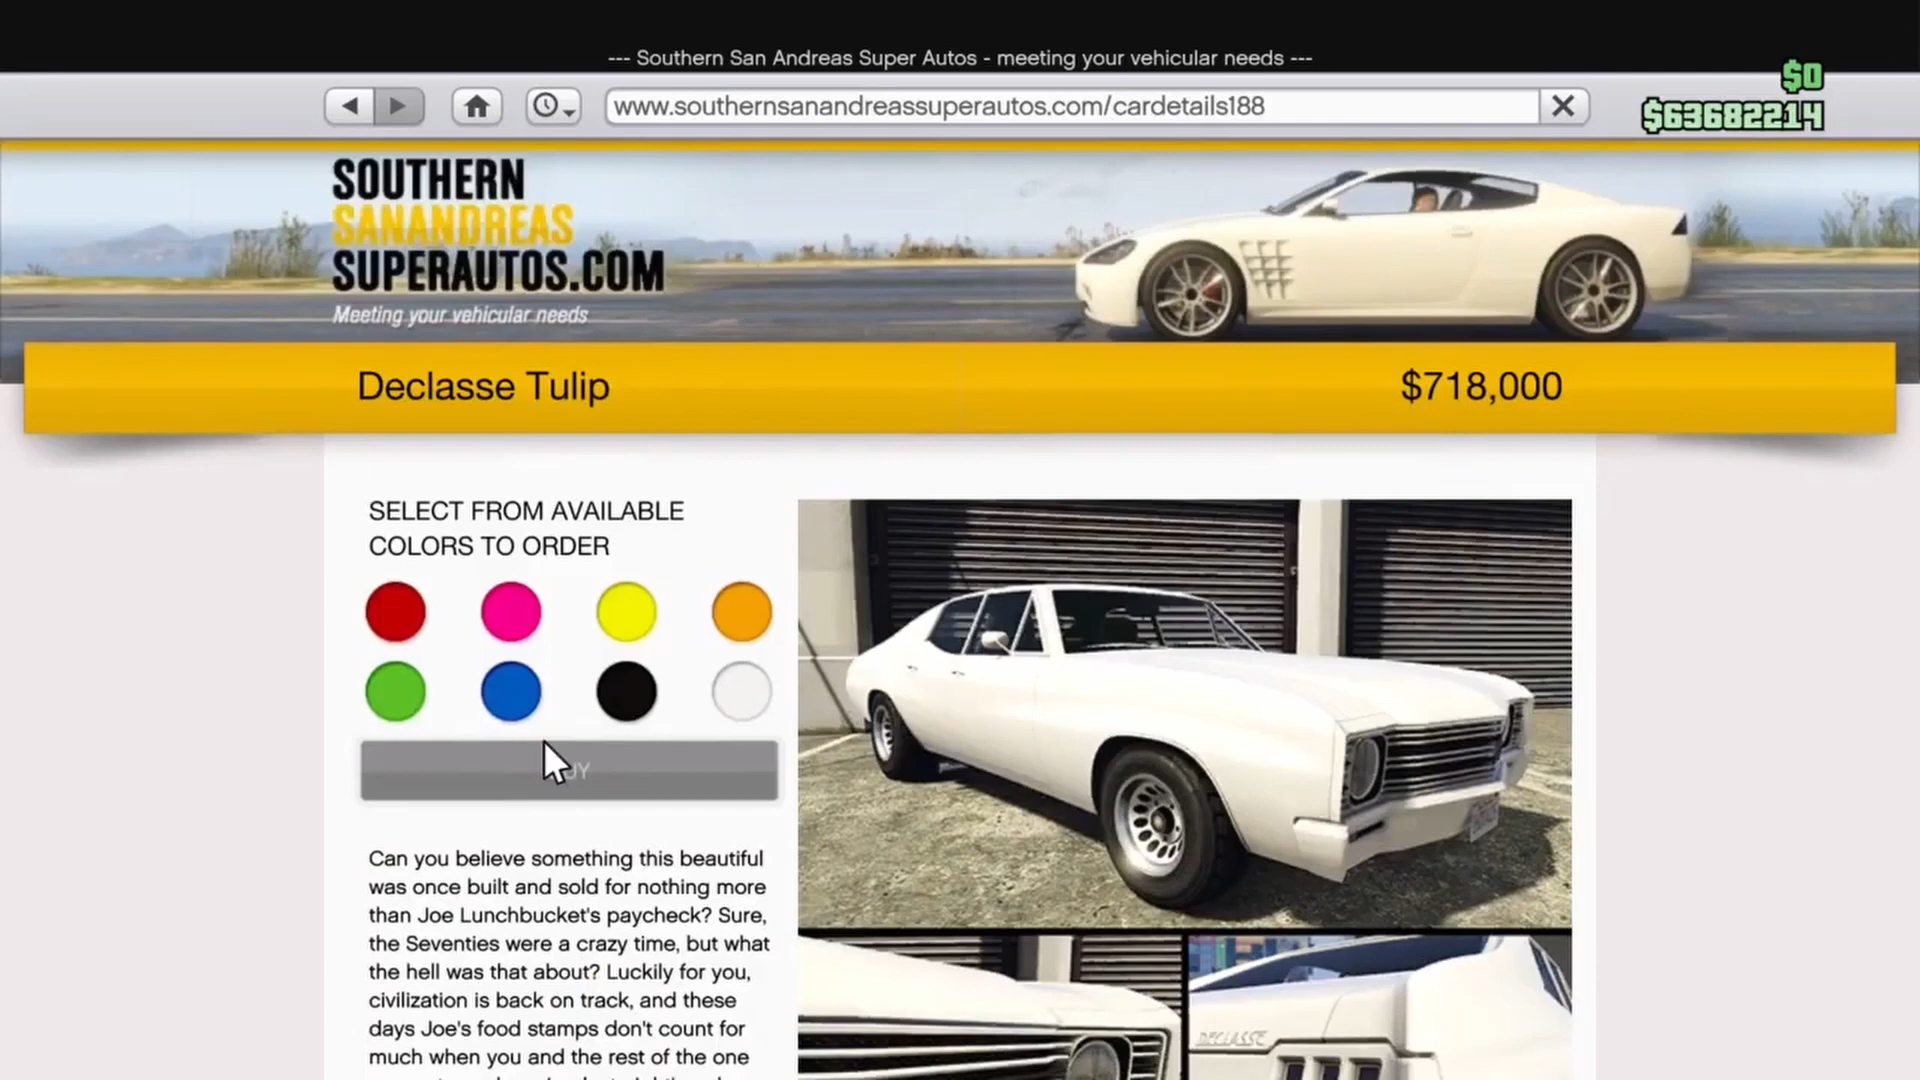 --- Southern San Andreas Super Autos - meeting your vehicular needs ---
$0
www.southernsanandreassuperautos.com/cardetails188
$63682214
SOUTHERN
SANANDREAS
SUPERAUTOS.COM
Meeting your vehicular needs
Declasse Tulip
$718,000
SELECT FROM AVAILABLE
COLORS TO ORDER
Can you believe something this beautiful
was once built and sold for nothing more
than Joe Lunchbucket's paycheck? Sure,
the Seventies were a crazy time, but what
the hell was that about? Luckily for you,
civilization is back on track, and these
days Joe's food stamps don't count for
much when you and the rest of the one
DECLASSE